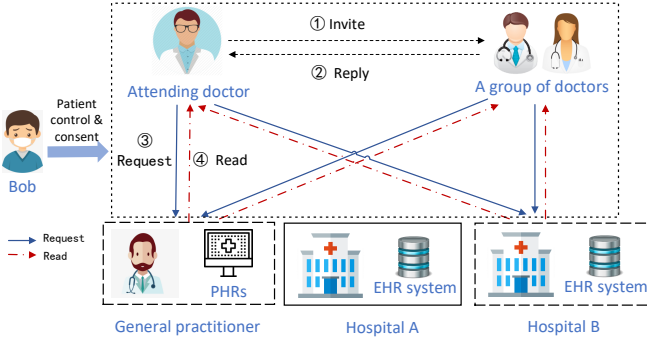 ① Invite
② Reply
Attending doctor
A group of doctors
Patient
control &
consent
Bob
③
Request
④ Read
Request
Read
PHRs
EHR system
EHR system
General practitioner
Hospital A
Hospital B